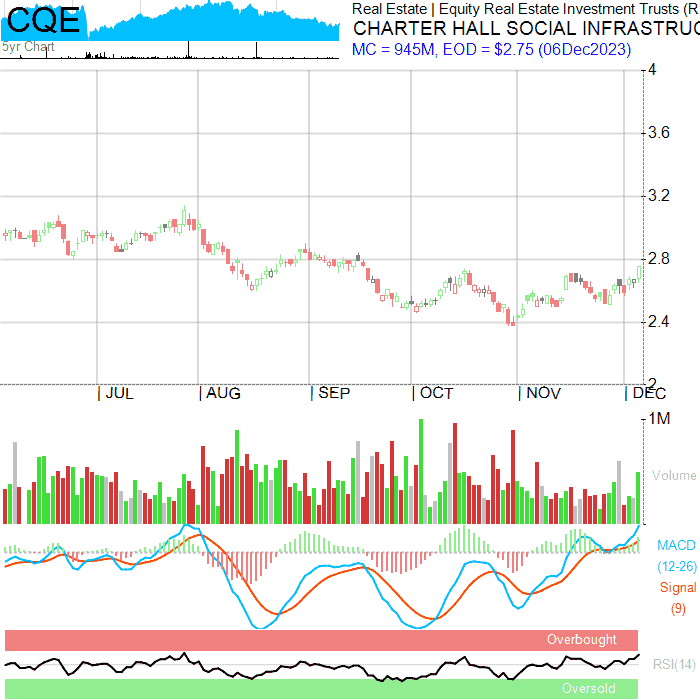 CQE
5yr Chart
Real Estate | Equity Real Estate Investment Trusts (R
CHARTER HALL SOCIAL INFRASTRUC
MC = 945M, EOD = $2.75 (06Dec2023)
4
3.6
3.2
2.8
2.4
2
JUL AUG SEP OCT NOV DEC
1M
Volume
MACD
(12-26)
Signal
(9)
Overbought
RSI(14)
Oversold